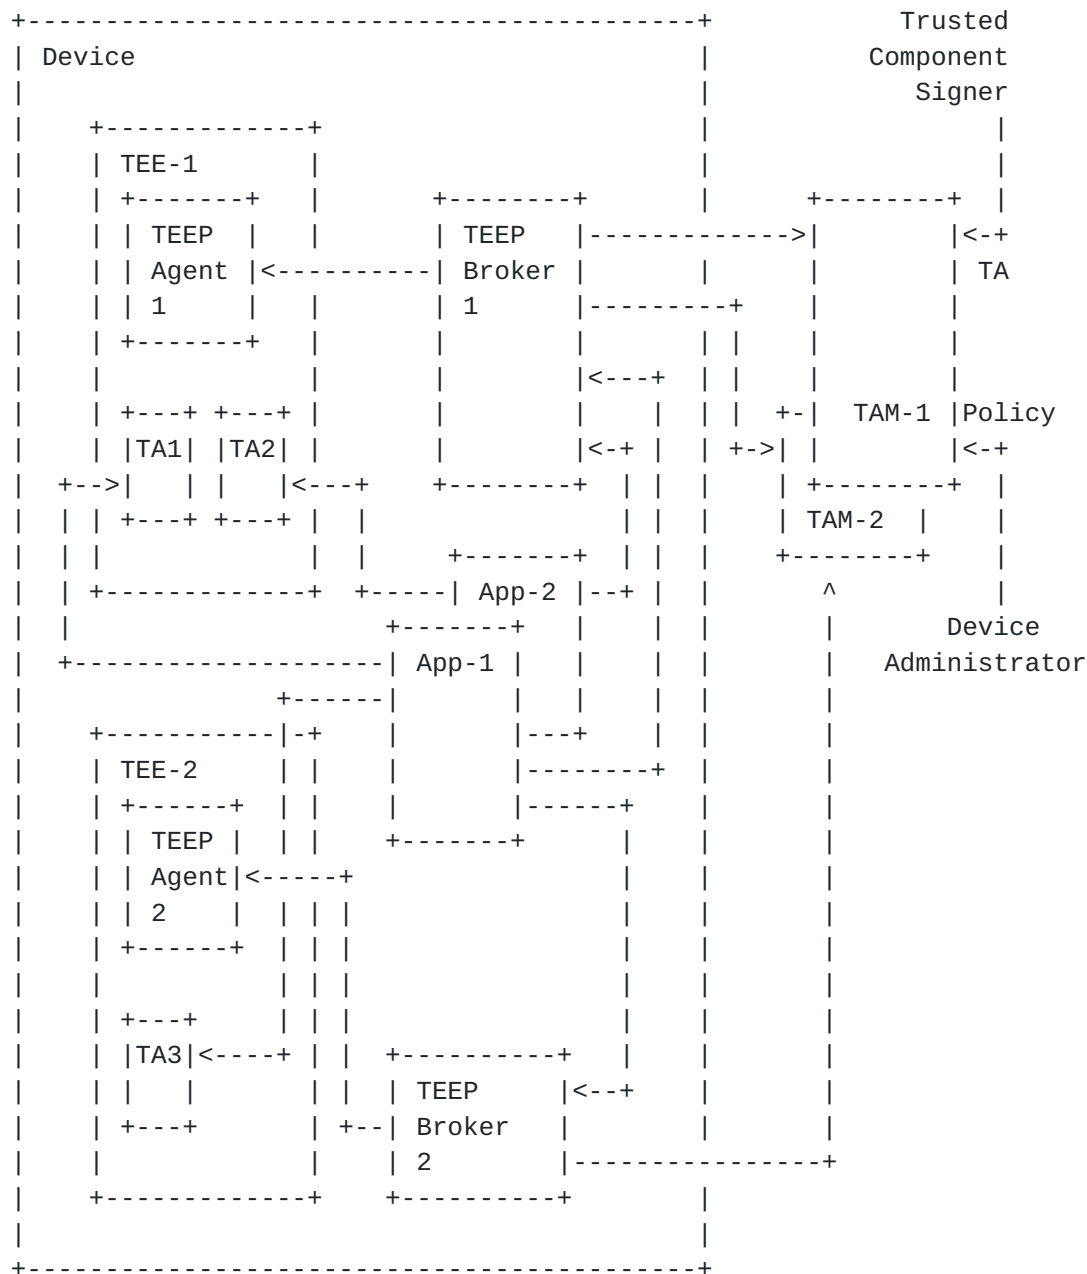 Trusted
Device Component
Signer
TEE-1
TEEP TEEP
Agent Broker TA
1 1
TAM-1 Policy
TA1 TA2
TAM-2
App-2
Device
App-1 Administrator
TEE-2
TEEP
Agent
2
TA3
TEEP
Broker
2